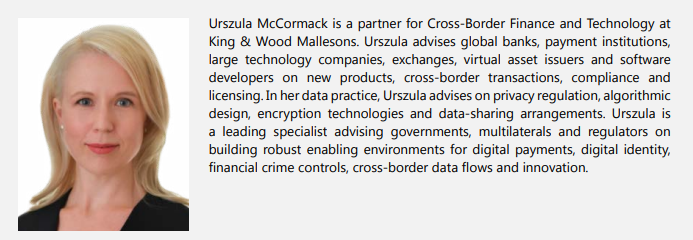 Urszula McCormack is a partner for Cross-Border Finance and Technology at
King & Wood Mallesons. Urszula advises global banks, payment institutions,
large technology companies, exchanges, virtual asset issuers and software
developers on new products, cross-border transactions, compliance and
licensing. In her data practice, Urszula advises on privacy regulation, algorithmic
design, encryption technologies and data-sharing arrangements. Urszula is
a leading specialist advising governments, multilaterals and regulators on
building robust enabling environments for digital payments, digital identity,
financial crime controls, cross-border data flows and innovation.